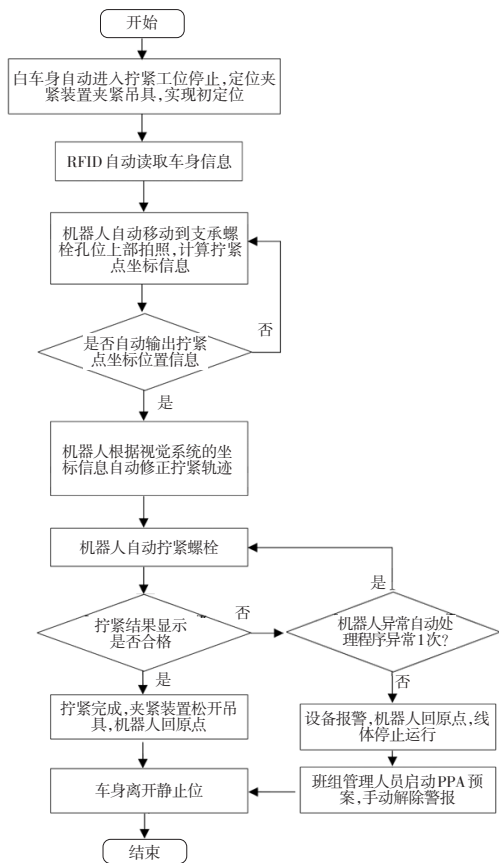 开始
白车身自动进入拧紧工位停止,定位夹
紧装置夹紧吊具,实现初定位
RFID自动读取车身信息
机器人自动移动到支承螺
栓孔位上部拍照,计算拧紧
点坐标信息
否
是否自动输出拧紧
点坐标位置信息
是
机器人根据视觉系统的坐
标信息自动修正拧紧轨迹
机器人自动拧紧螺栓
是
拧紧结果显示
是否合格
否
机器人异常自动处
理程序异常1次?
是
否
拧紧完成,夹紧装置松开吊
具,机器人回原点
设备报警,机器人回原点,线
体停止运行
车身离开静止位
班组管理人员启动PPA预
案,手动解除警报
结束